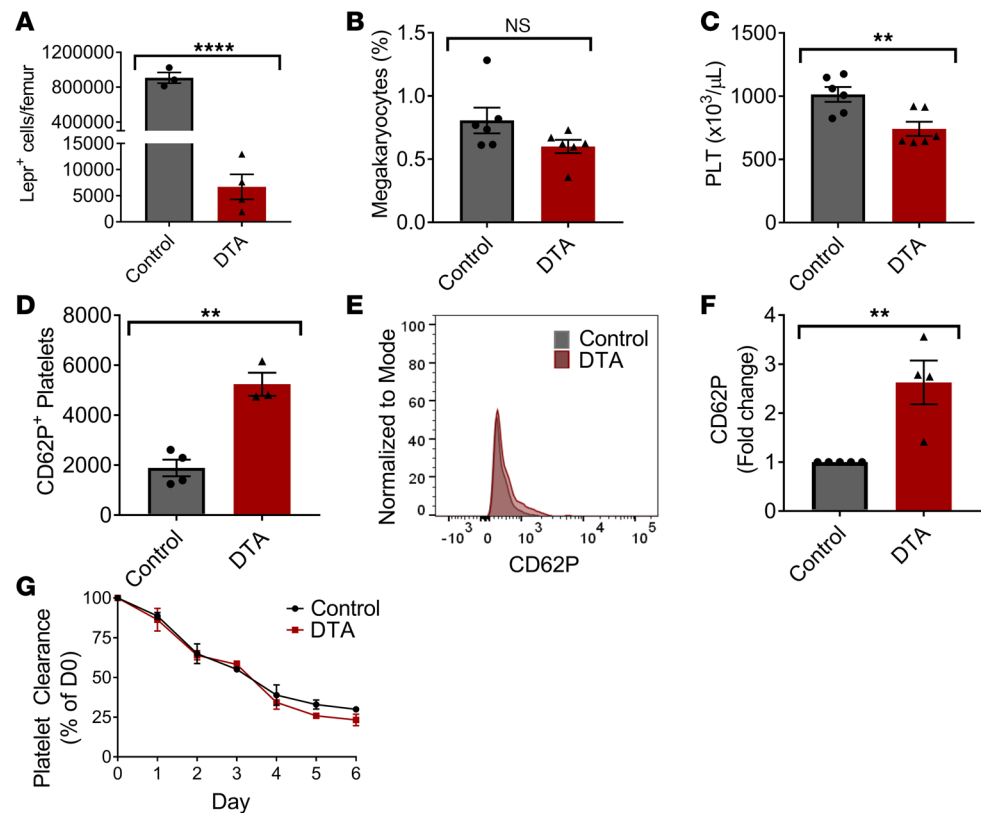 A
Lepr+ cells/femur
1200000
800000
400000
15000
10000
5000
0
****
Control
DTA
B
Megakaryocytes (%)
1.5
1.0
0.5
0.0
NS
Control
DTA
C
PLT (x10³/μL)
1500
1000
500
0
**
Control
DTA
D
CD62P+ Platelets
8000
6000
4000
2000
0
**
Control
DTA
E
Normalized to Mode
100
80
60
40
20
0
Control
DTA
-10³ 0 10³ 10⁴ 10⁵
CD62P
F
CD62P
(Fold change)
4
3
2
1
0
**
Control
DTA
G
Platelet Clearance
(% of D0)
100
75
50
25
0
Control
DTA
0 1 2 3 4 5 6
Day